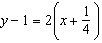 y − 1 = 2(x + 1/4)